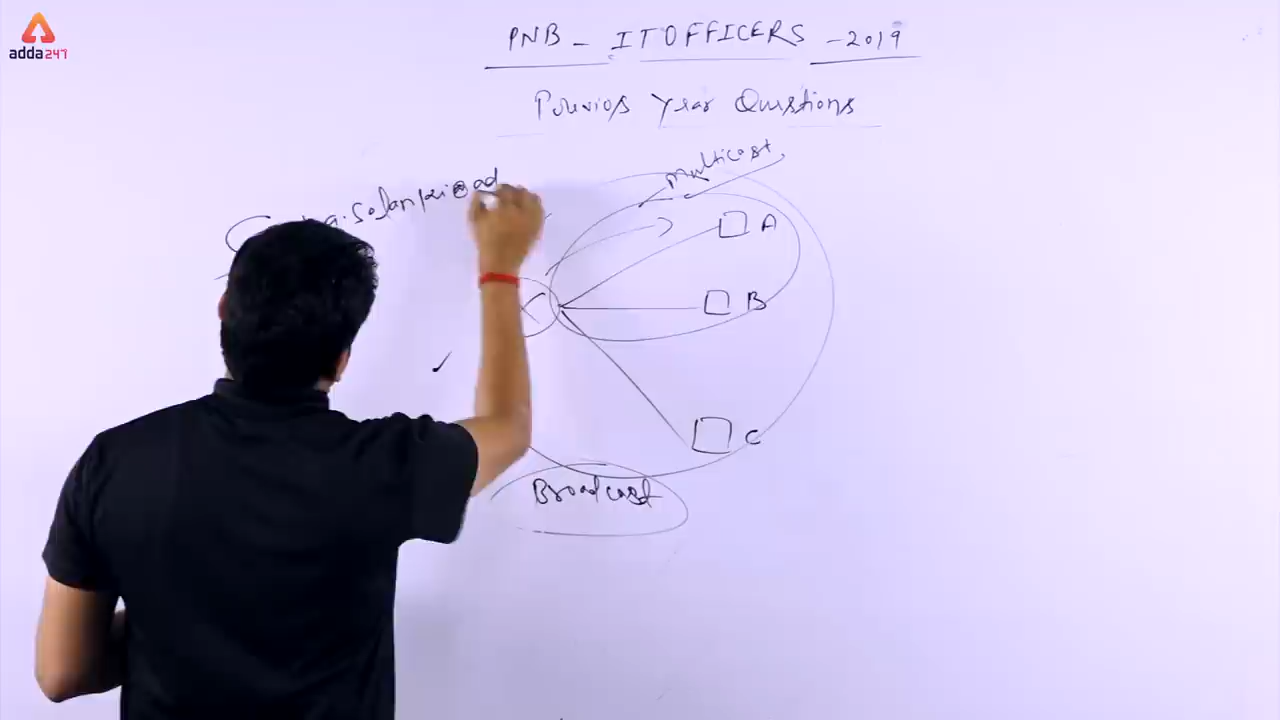 adda247
PNB - IT OFFICERS - 2019
Previos Year Questions
Multicast
A
B
C
Broadcast